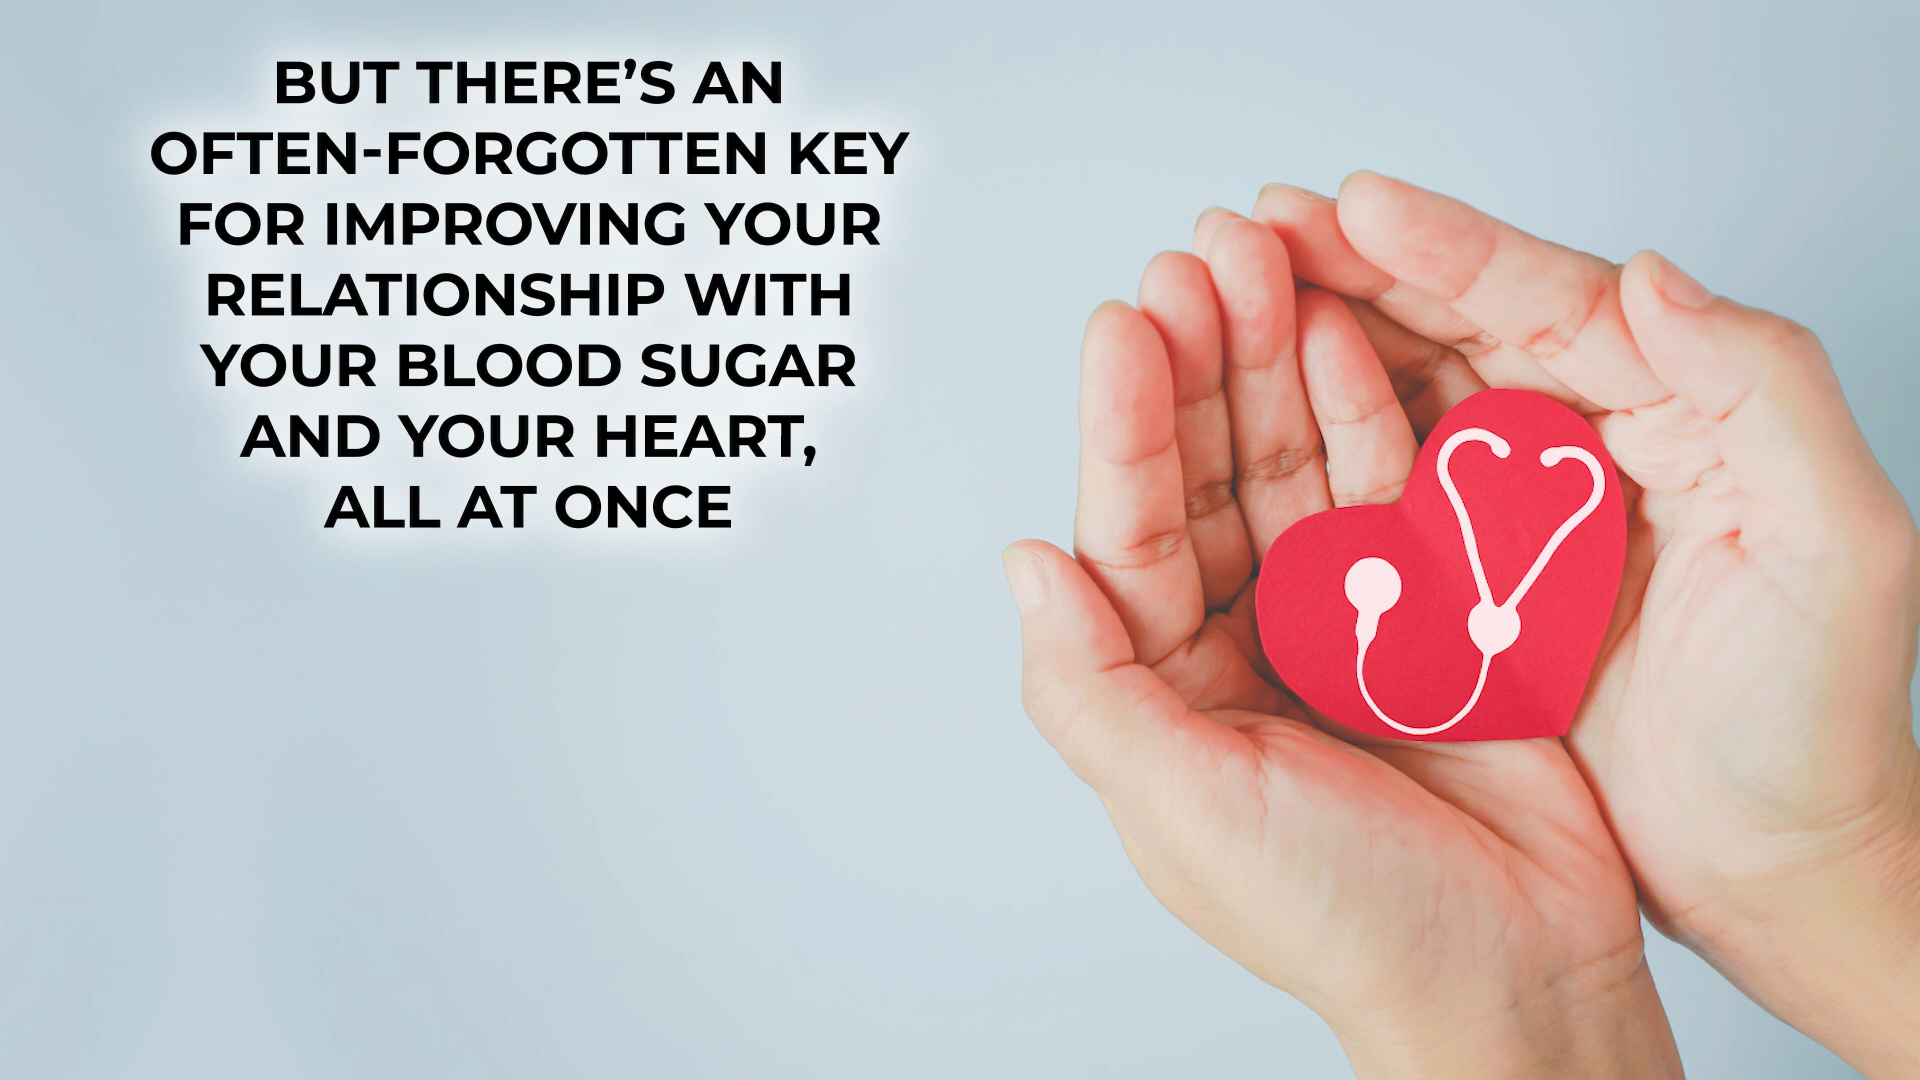 BUT THERE’S AN
OFTEN-FORGOTTEN KEY
FOR IMPROVING YOUR
RELATIONSHIP WITH
YOUR BLOOD SUGAR
AND YOUR HEART,
ALL AT ONCE